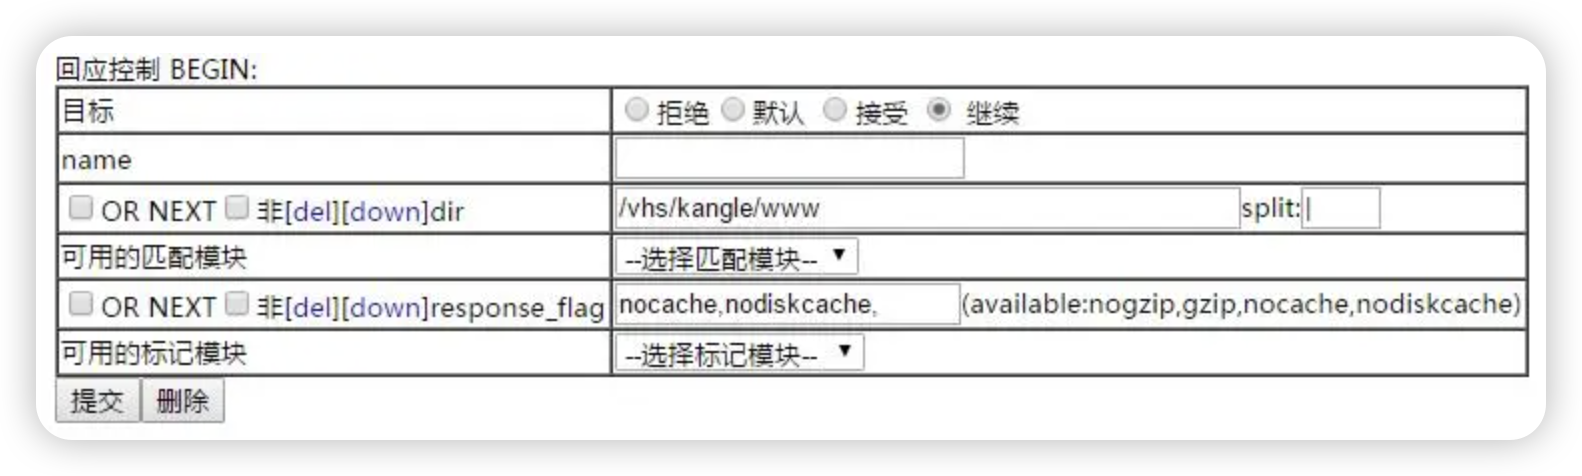 回应控制 BEGIN:
目标 拒绝 默认 接受 继续
name
OR NEXT 非[del][down]dir /vhs/kangle/www split:|
可用的匹配模块 --选择匹配模块--
OR NEXT 非[del][down]response_flag nocache,nodiskcache, (available:nogzip,gzip,nocache,nodiskcache)
可用的标记模块 --选择标记模块--
提交 删除